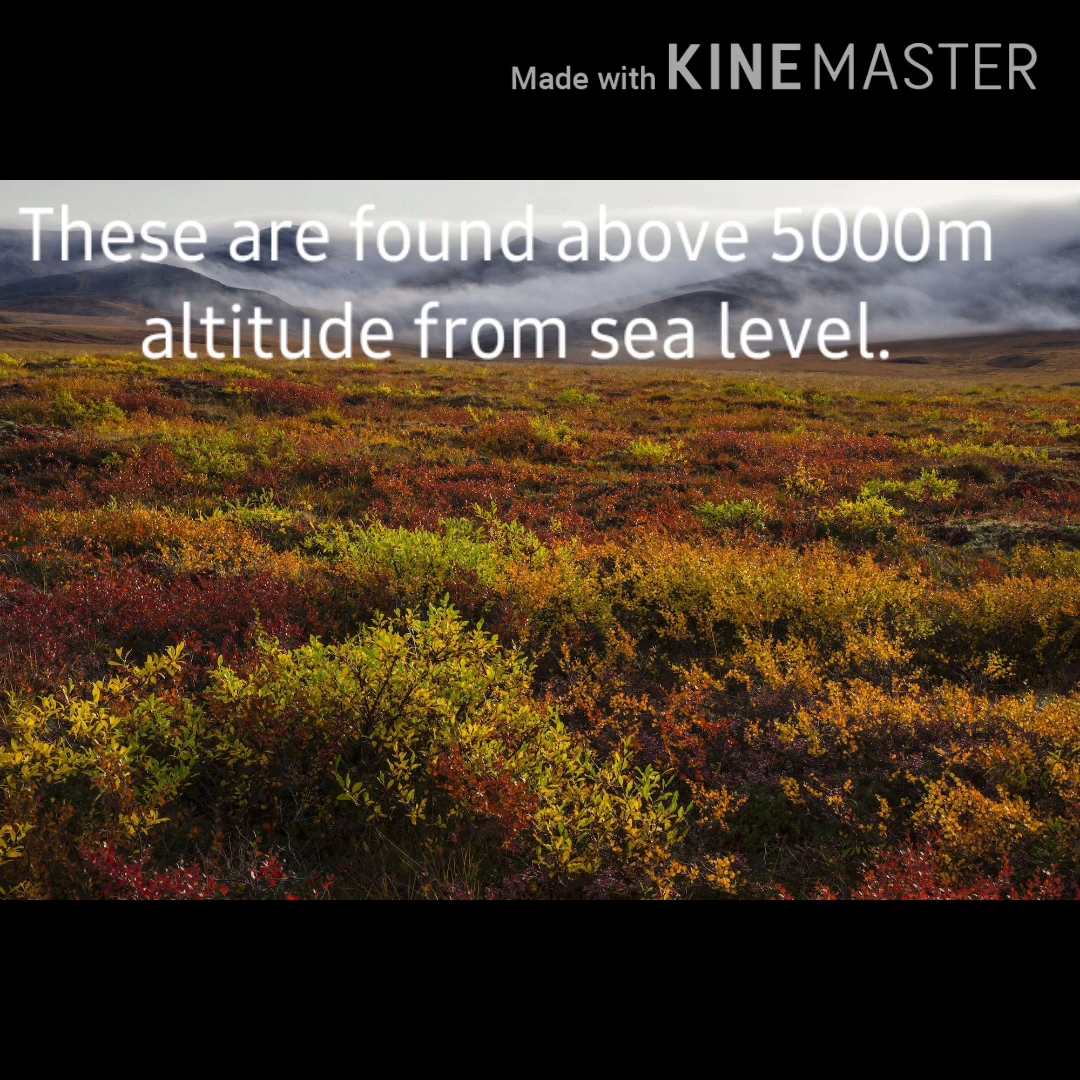 Made with KINEMASTER
These are found above 5000m
altitude from sea level.